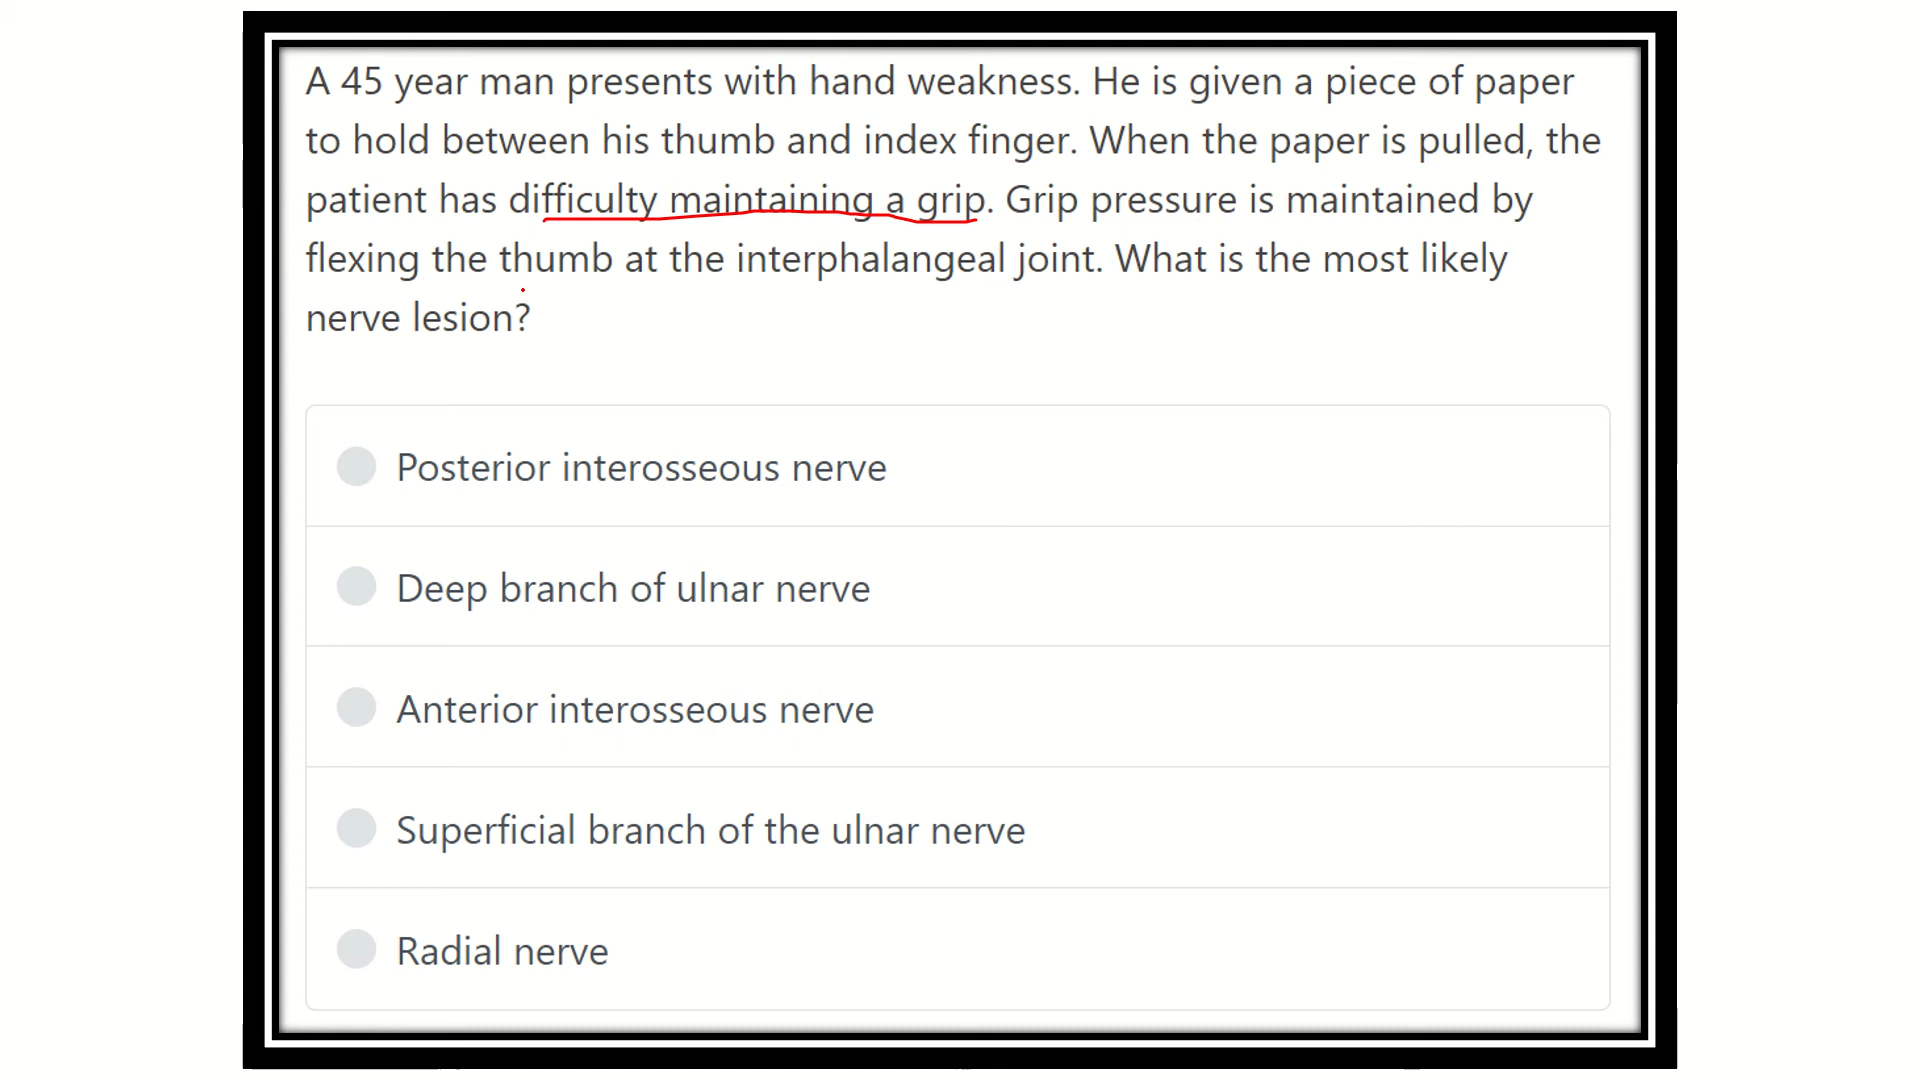 A 45 year man presents with hand weakness. He is given a piece of paper
to hold between his thumb and index finger. When the paper is pulled, the
patient has difficulty maintaining a grip. Grip pressure is maintained by
flexing the thumb at the interphalangeal joint. What is the most likely
nerve lesion?
Posterior interosseous nerve
Deep branch of ulnar nerve
Anterior interosseous nerve
Superficial branch of the ulnar nerve
Radial nerve